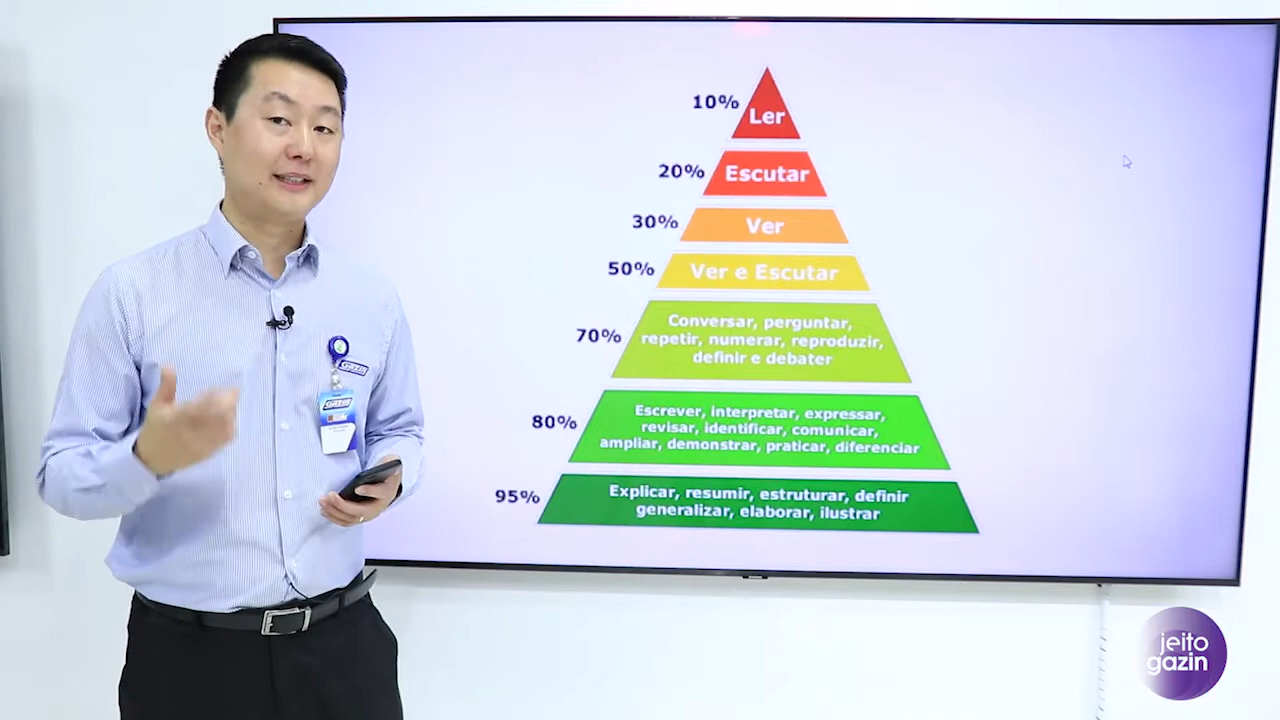 10%
Ler
20%
Escutar
30%
Ver
50%
Ver e Escutar
70%
Conversar, perguntar,
repetir, numerar, reproduzir,
definir e debater
80%
Escrever, interpretar, expressar,
revisar, identificar, comunicar,
ampliar, demonstrar, praticar, diferenciar
95%
Explicar, resumir, estruturar, definir
generalizar, elaborar, ilustrar
jeito
gazin